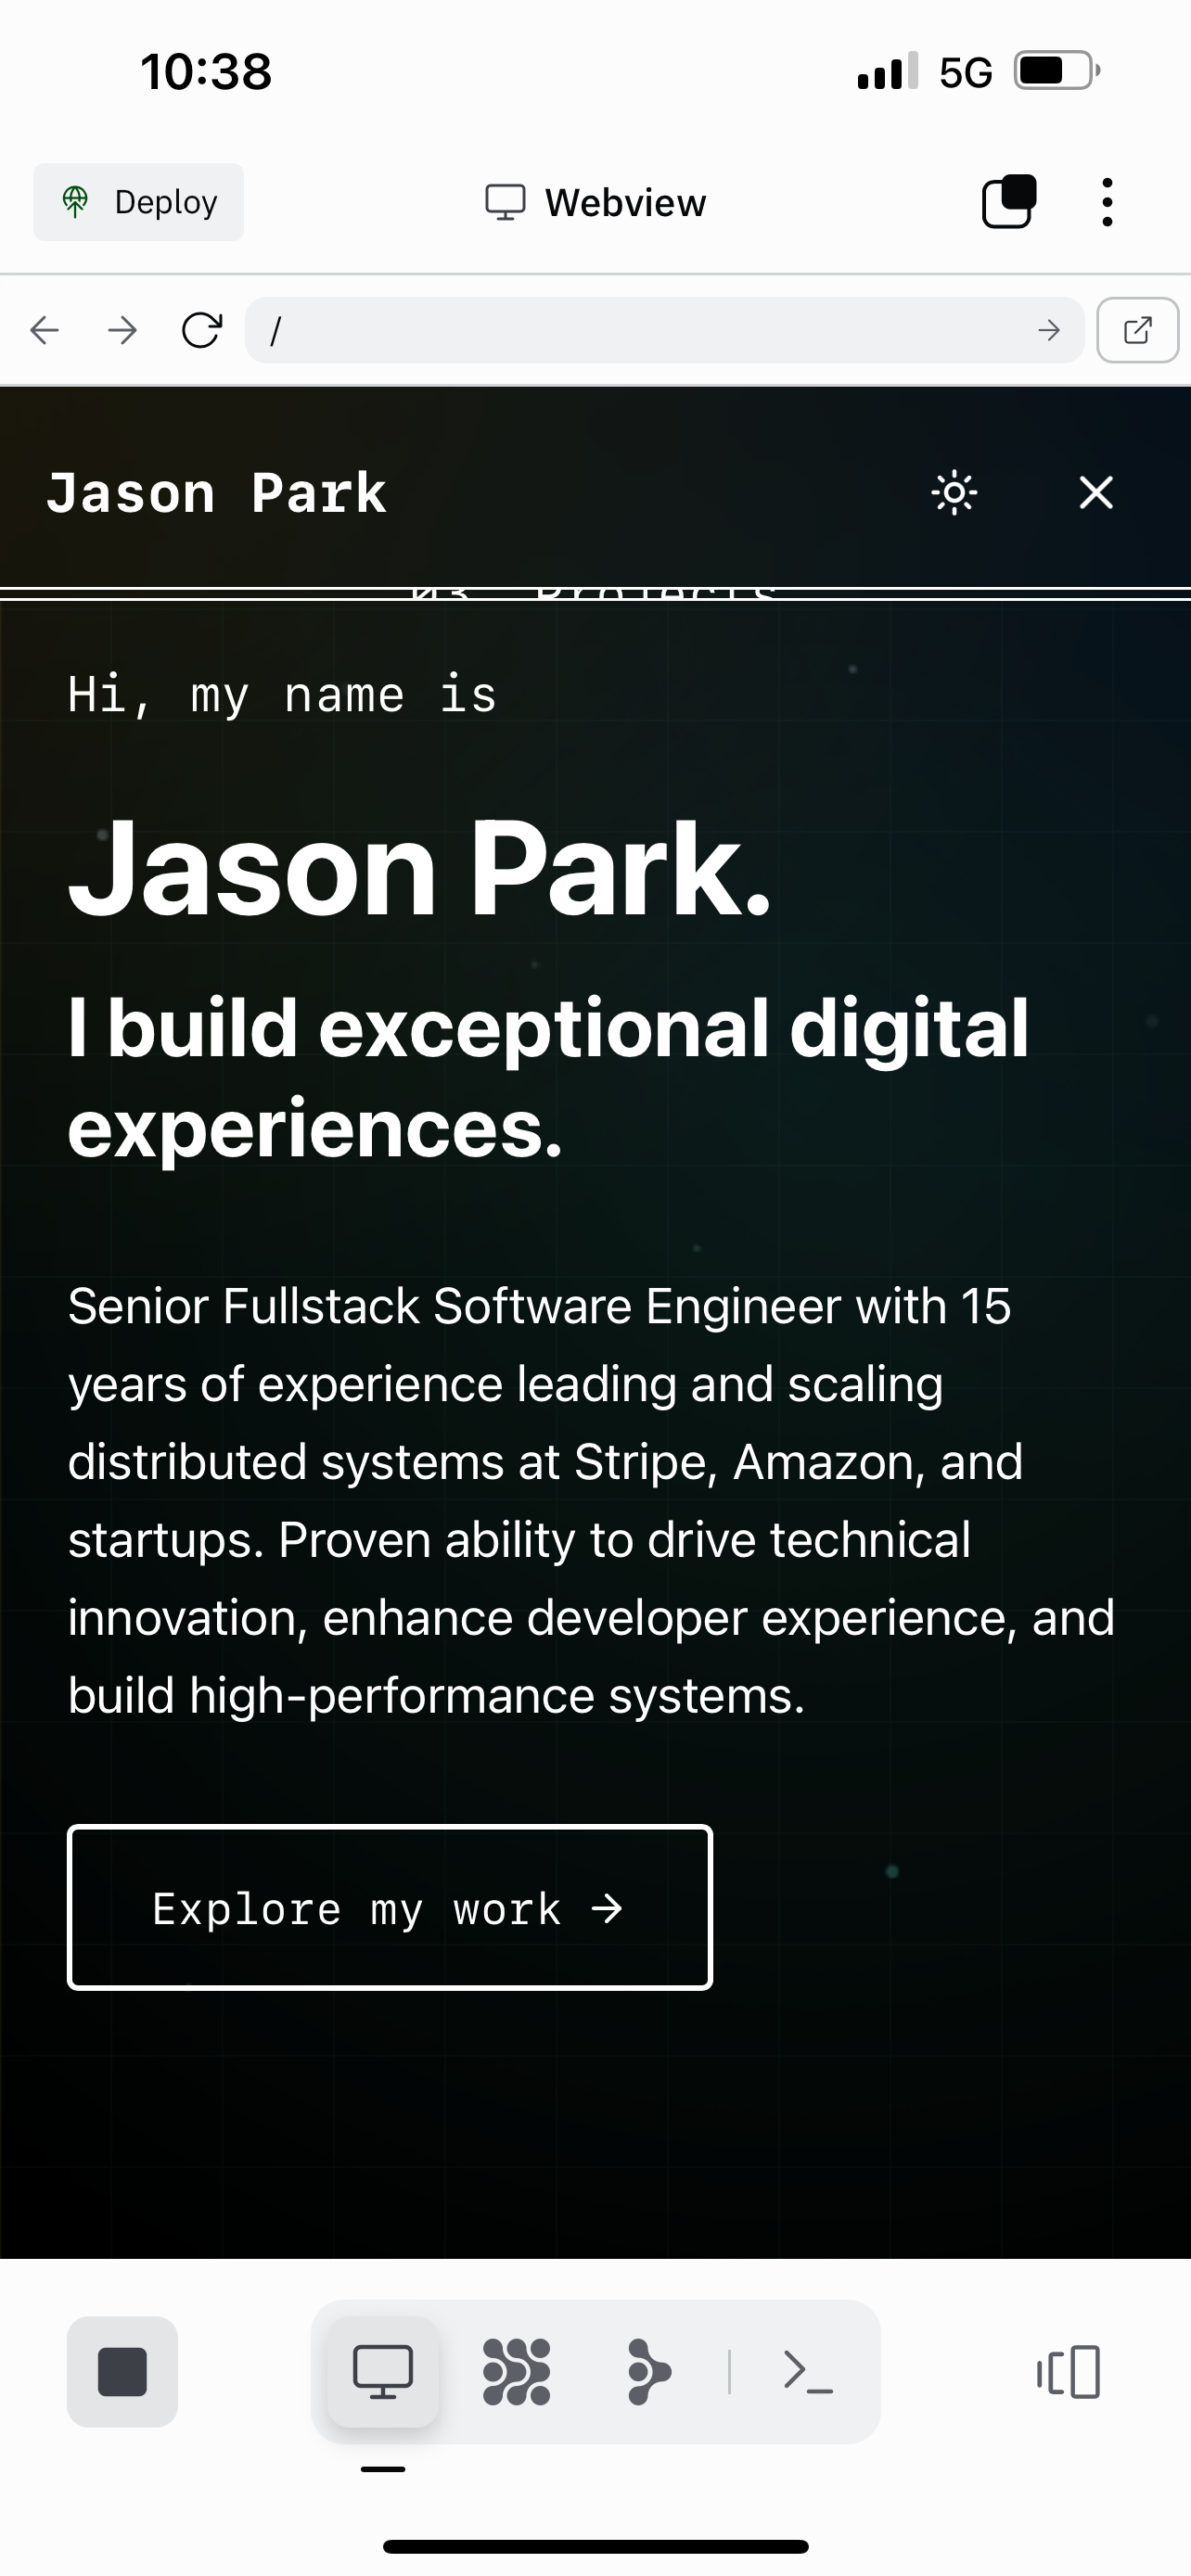 10:38
5G
Deploy
Webview
/
Jason Park
03. Projects
Hi, my name is
Jason Park.
I build exceptional digital
experiences.
Senior Fullstack Software Engineer with 15
years of experience leading and scaling
distributed systems at Stripe, Amazon, and
startups. Proven ability to drive technical
innovation, enhance developer experience, and
build high-performance systems.
Explore my work →